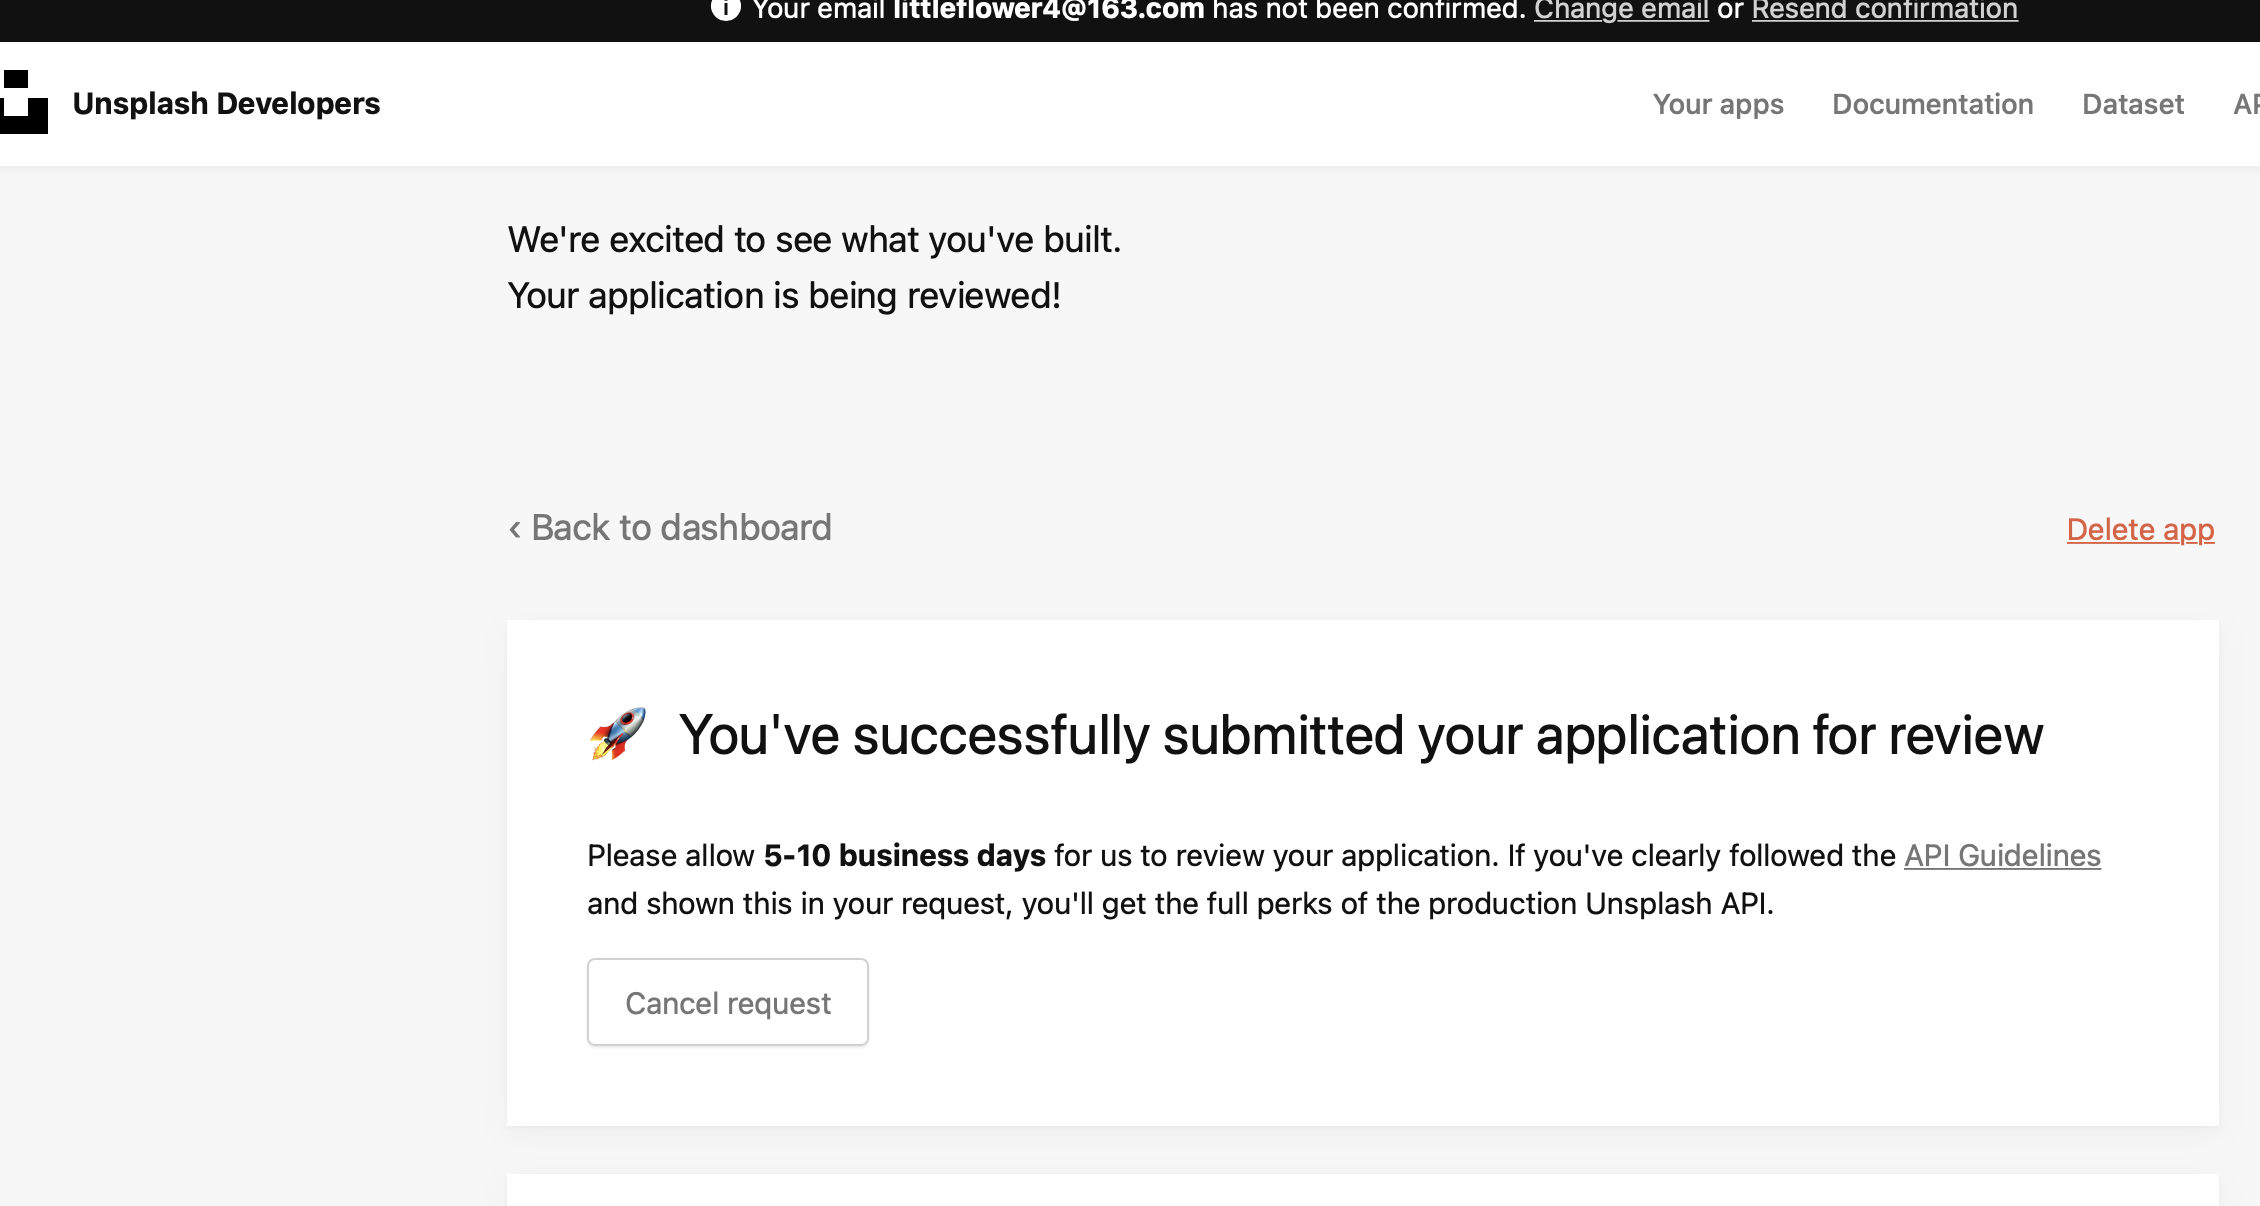 Your email littleflower4@163.com has not been confirmed. Change email or Resend confirmation
Unsplash Developers
Your apps Documentation Dataset
We're excited to see what you've built.
Your application is being reviewed!
‹ Back to dashboard
Delete app
🚀 You've successfully submitted your application for review
Please allow 5-10 business days for us to review your application. If you've clearly followed the API Guidelines
and shown this in your request, you'll get the full perks of the production Unsplash API.
Cancel request